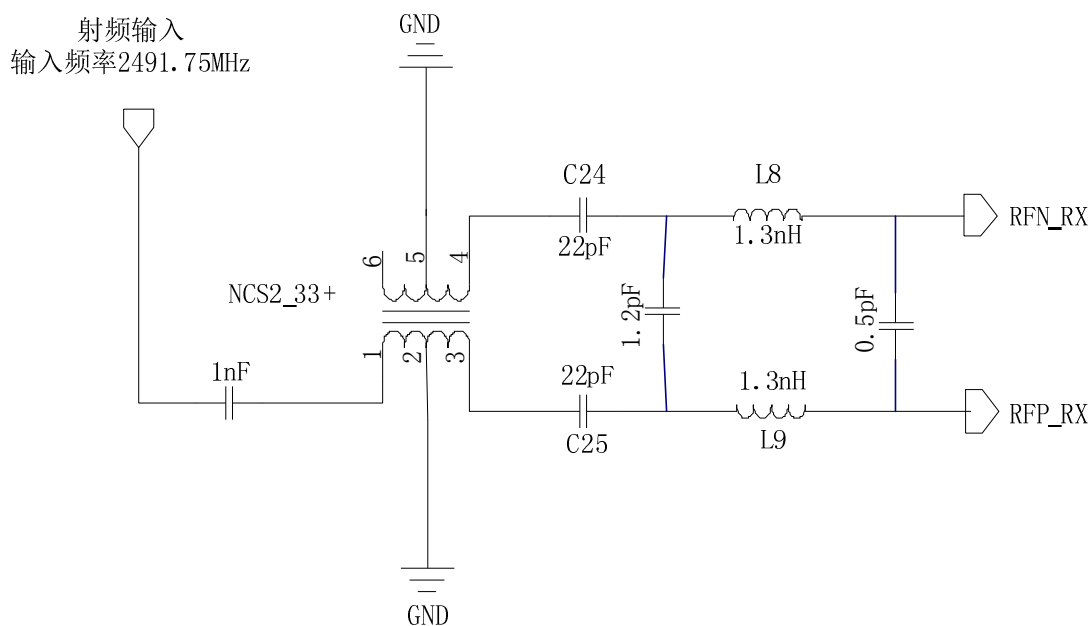 射频输入
输入频率2491.75MHz
GND
C24
22pF
L8
1.3nH
RFN_RX
6
5
4
NCS2_33+
1
2
3
1nF
1.2pF
0.5pF
22pF
C25
1.3nH
L9
RFP_RX
GND